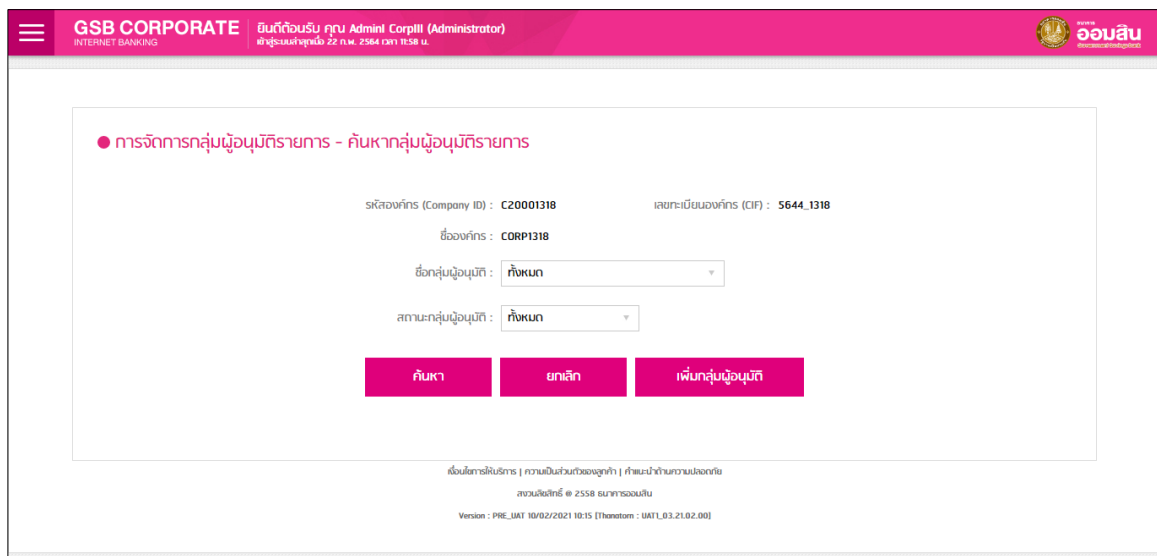 GSB CORPORATE
INTERNET BANKING
ยินดีต้อนรับ คุณ AdminI CorpIII (Administrator)
เข้าสู่ระบบล่าสุดเมื่อ 22 ก.พ. 2564 เวลา 11:58 น.
ธนาคาร
ออมสิน
● การจัดการกลุ่มผู้อนุมัติรายการ - ค้นหากลุ่มผู้อนุมัติรายการ
รหัสองค์กร (Company ID) : C20001318
เลขทะเบียนองค์กร (CIF) : 5644_1318
ชื่อองค์กร : CORP1318
ชื่อกลุ่มผู้อนุมัติ : ทั้งหมด
สถานะกลุ่มผู้อนุมัติ : ทั้งหมด
ค้นหา
ยกเลิก
เพิ่มกลุ่มผู้อนุมัติ
เงื่อนไขการให้บริการ | ความเป็นส่วนตัวของลูกค้า | คำแนะนำด้านความปลอดภัย
สงวนลิขสิทธิ์ @ 2558 ธนาคารออมสิน
Version : PRE_UAT 10/02/2021 10:15 [Thanatorn : UAT1_03.21.02.00]